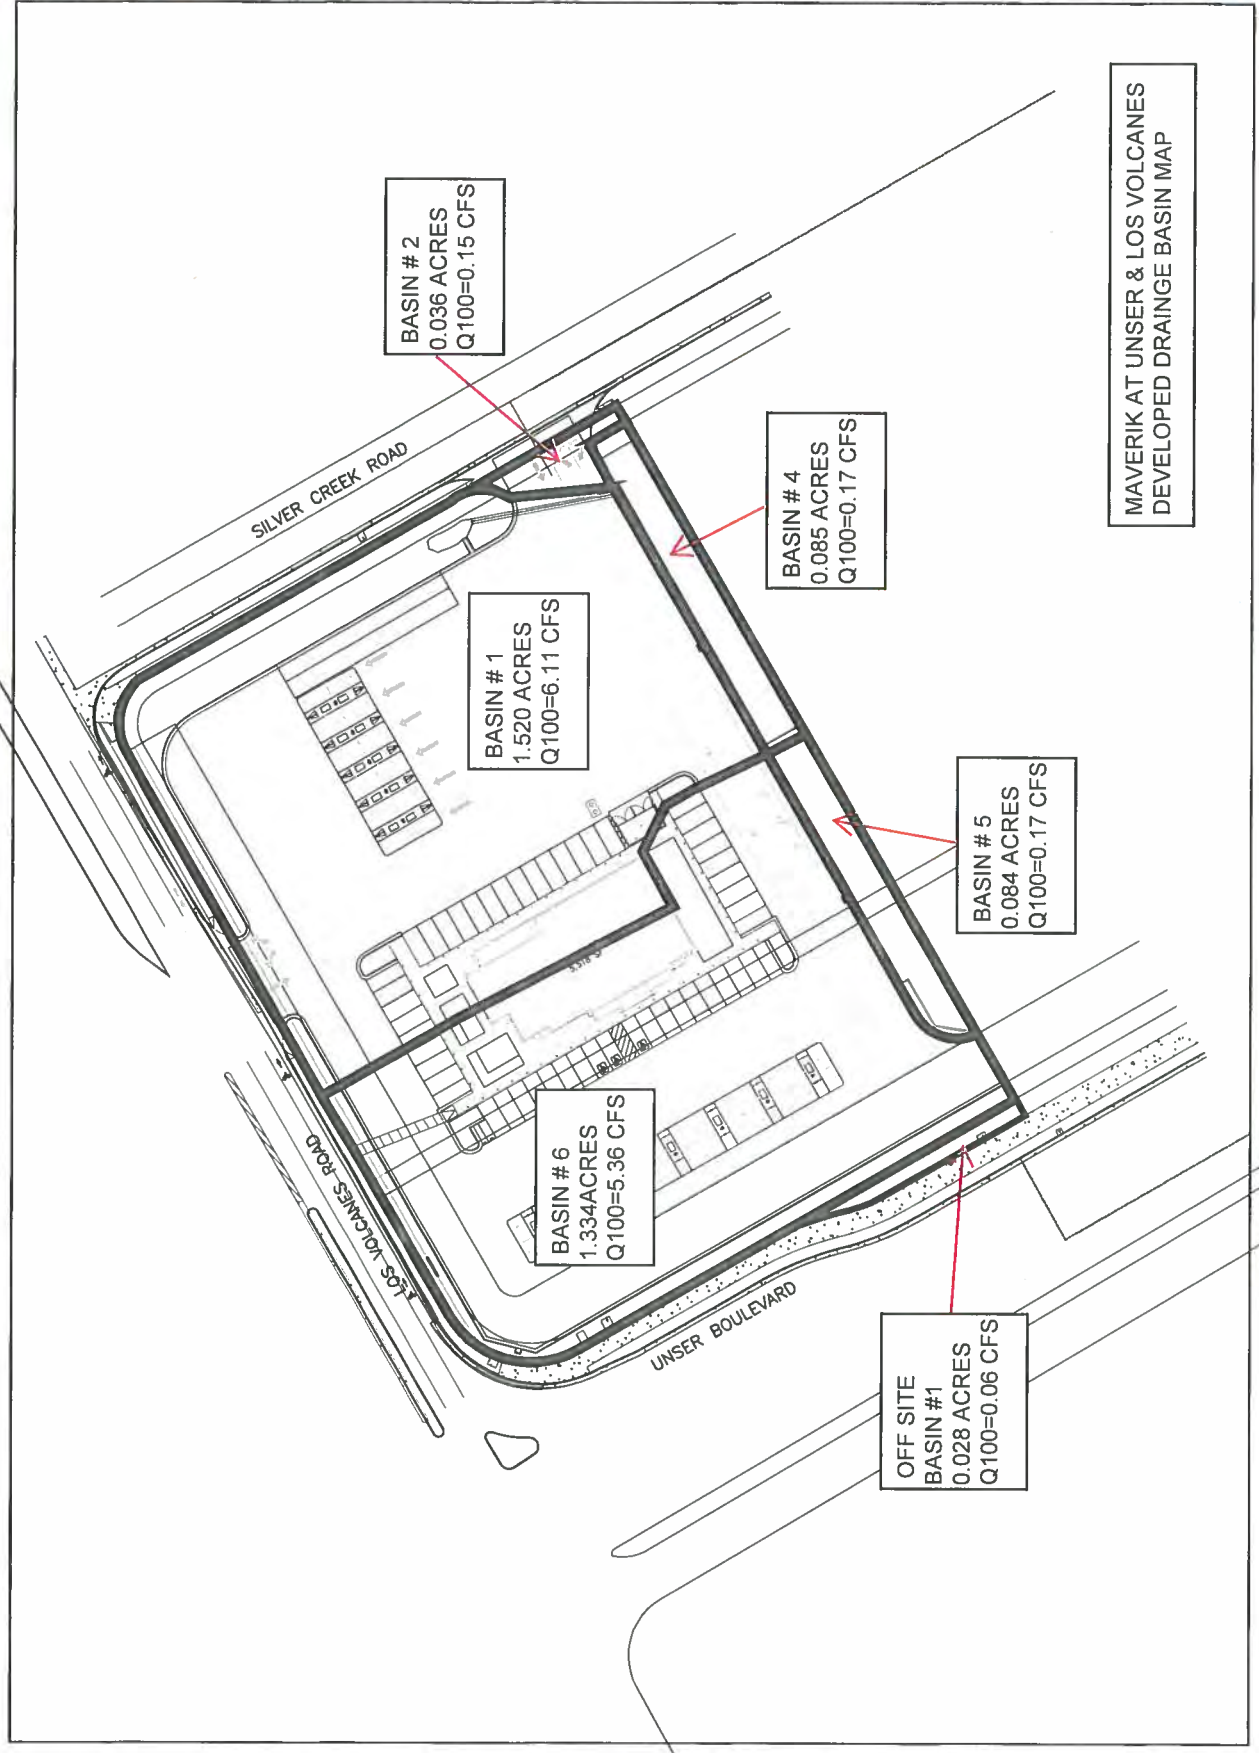 BASIN # 2
0.036 ACRES
Q100=0.15 CFS
SILVER CREEK ROAD
BASIN # 1
1.520 ACRES
Q100=6.11 CFS
BASIN # 4
0.085 ACRES
Q100=0.17 CFS
BASIN # 5
0.084 ACRES
Q100=0.17 CFS
BASIN # 6
1.334ACRES
Q100=5.36 CFS
LOS VOLCANES ROAD
UNSER BOULEVARD
OFF SITE
BASIN #1
0.028 ACRES
Q100=0.06 CFS
MAVERIK AT UNSER & LOS VOLCANES
DEVELOPED DRAINGE BASIN MAP